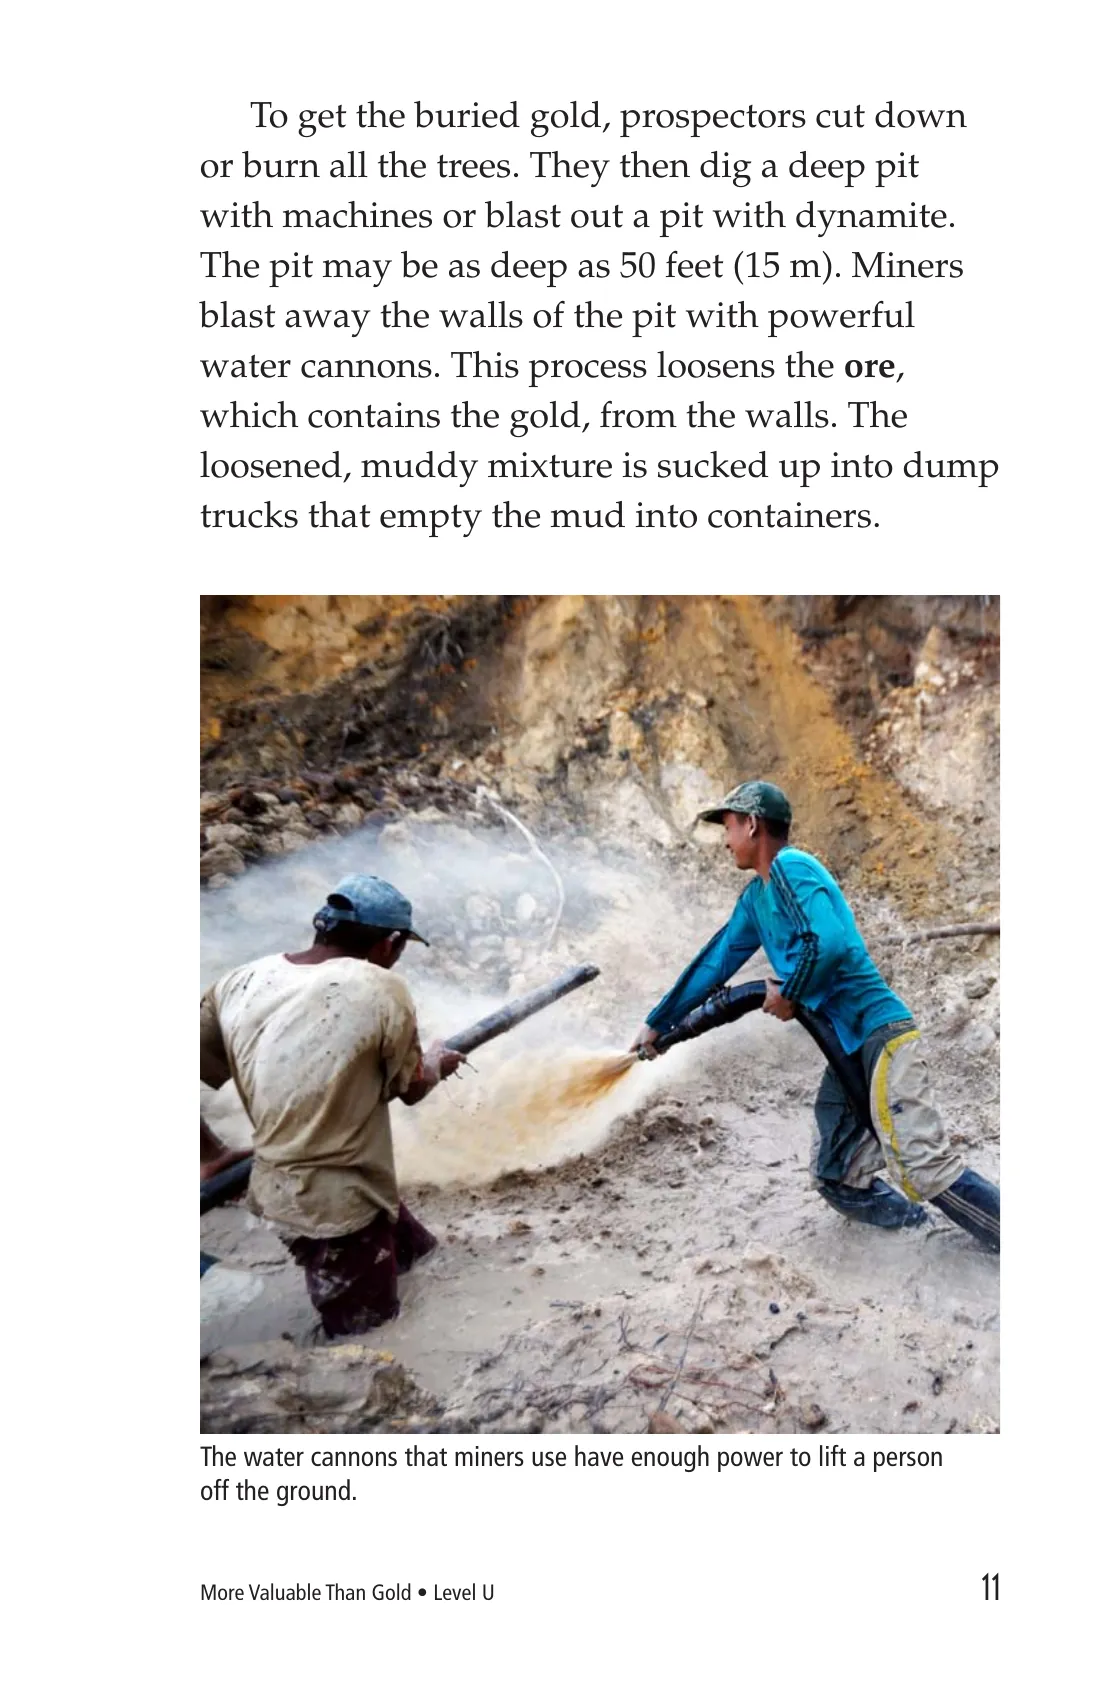 To get the buried gold, prospectors cut down
or burn all the trees. They then dig a deep pit
with machines or blast out a pit with dynamite.
The pit may be as deep as 50 feet (15 m). Miners
blast away the walls of the pit with powerful
water cannons. This process loosens the ore,
which contains the gold, from the walls. The
loosened, muddy mixture is sucked up into dump
trucks that empty the mud into containers.
The water cannons that miners use have enough power to lift a person
off the ground.
More Valuable Than Gold • Level U
11